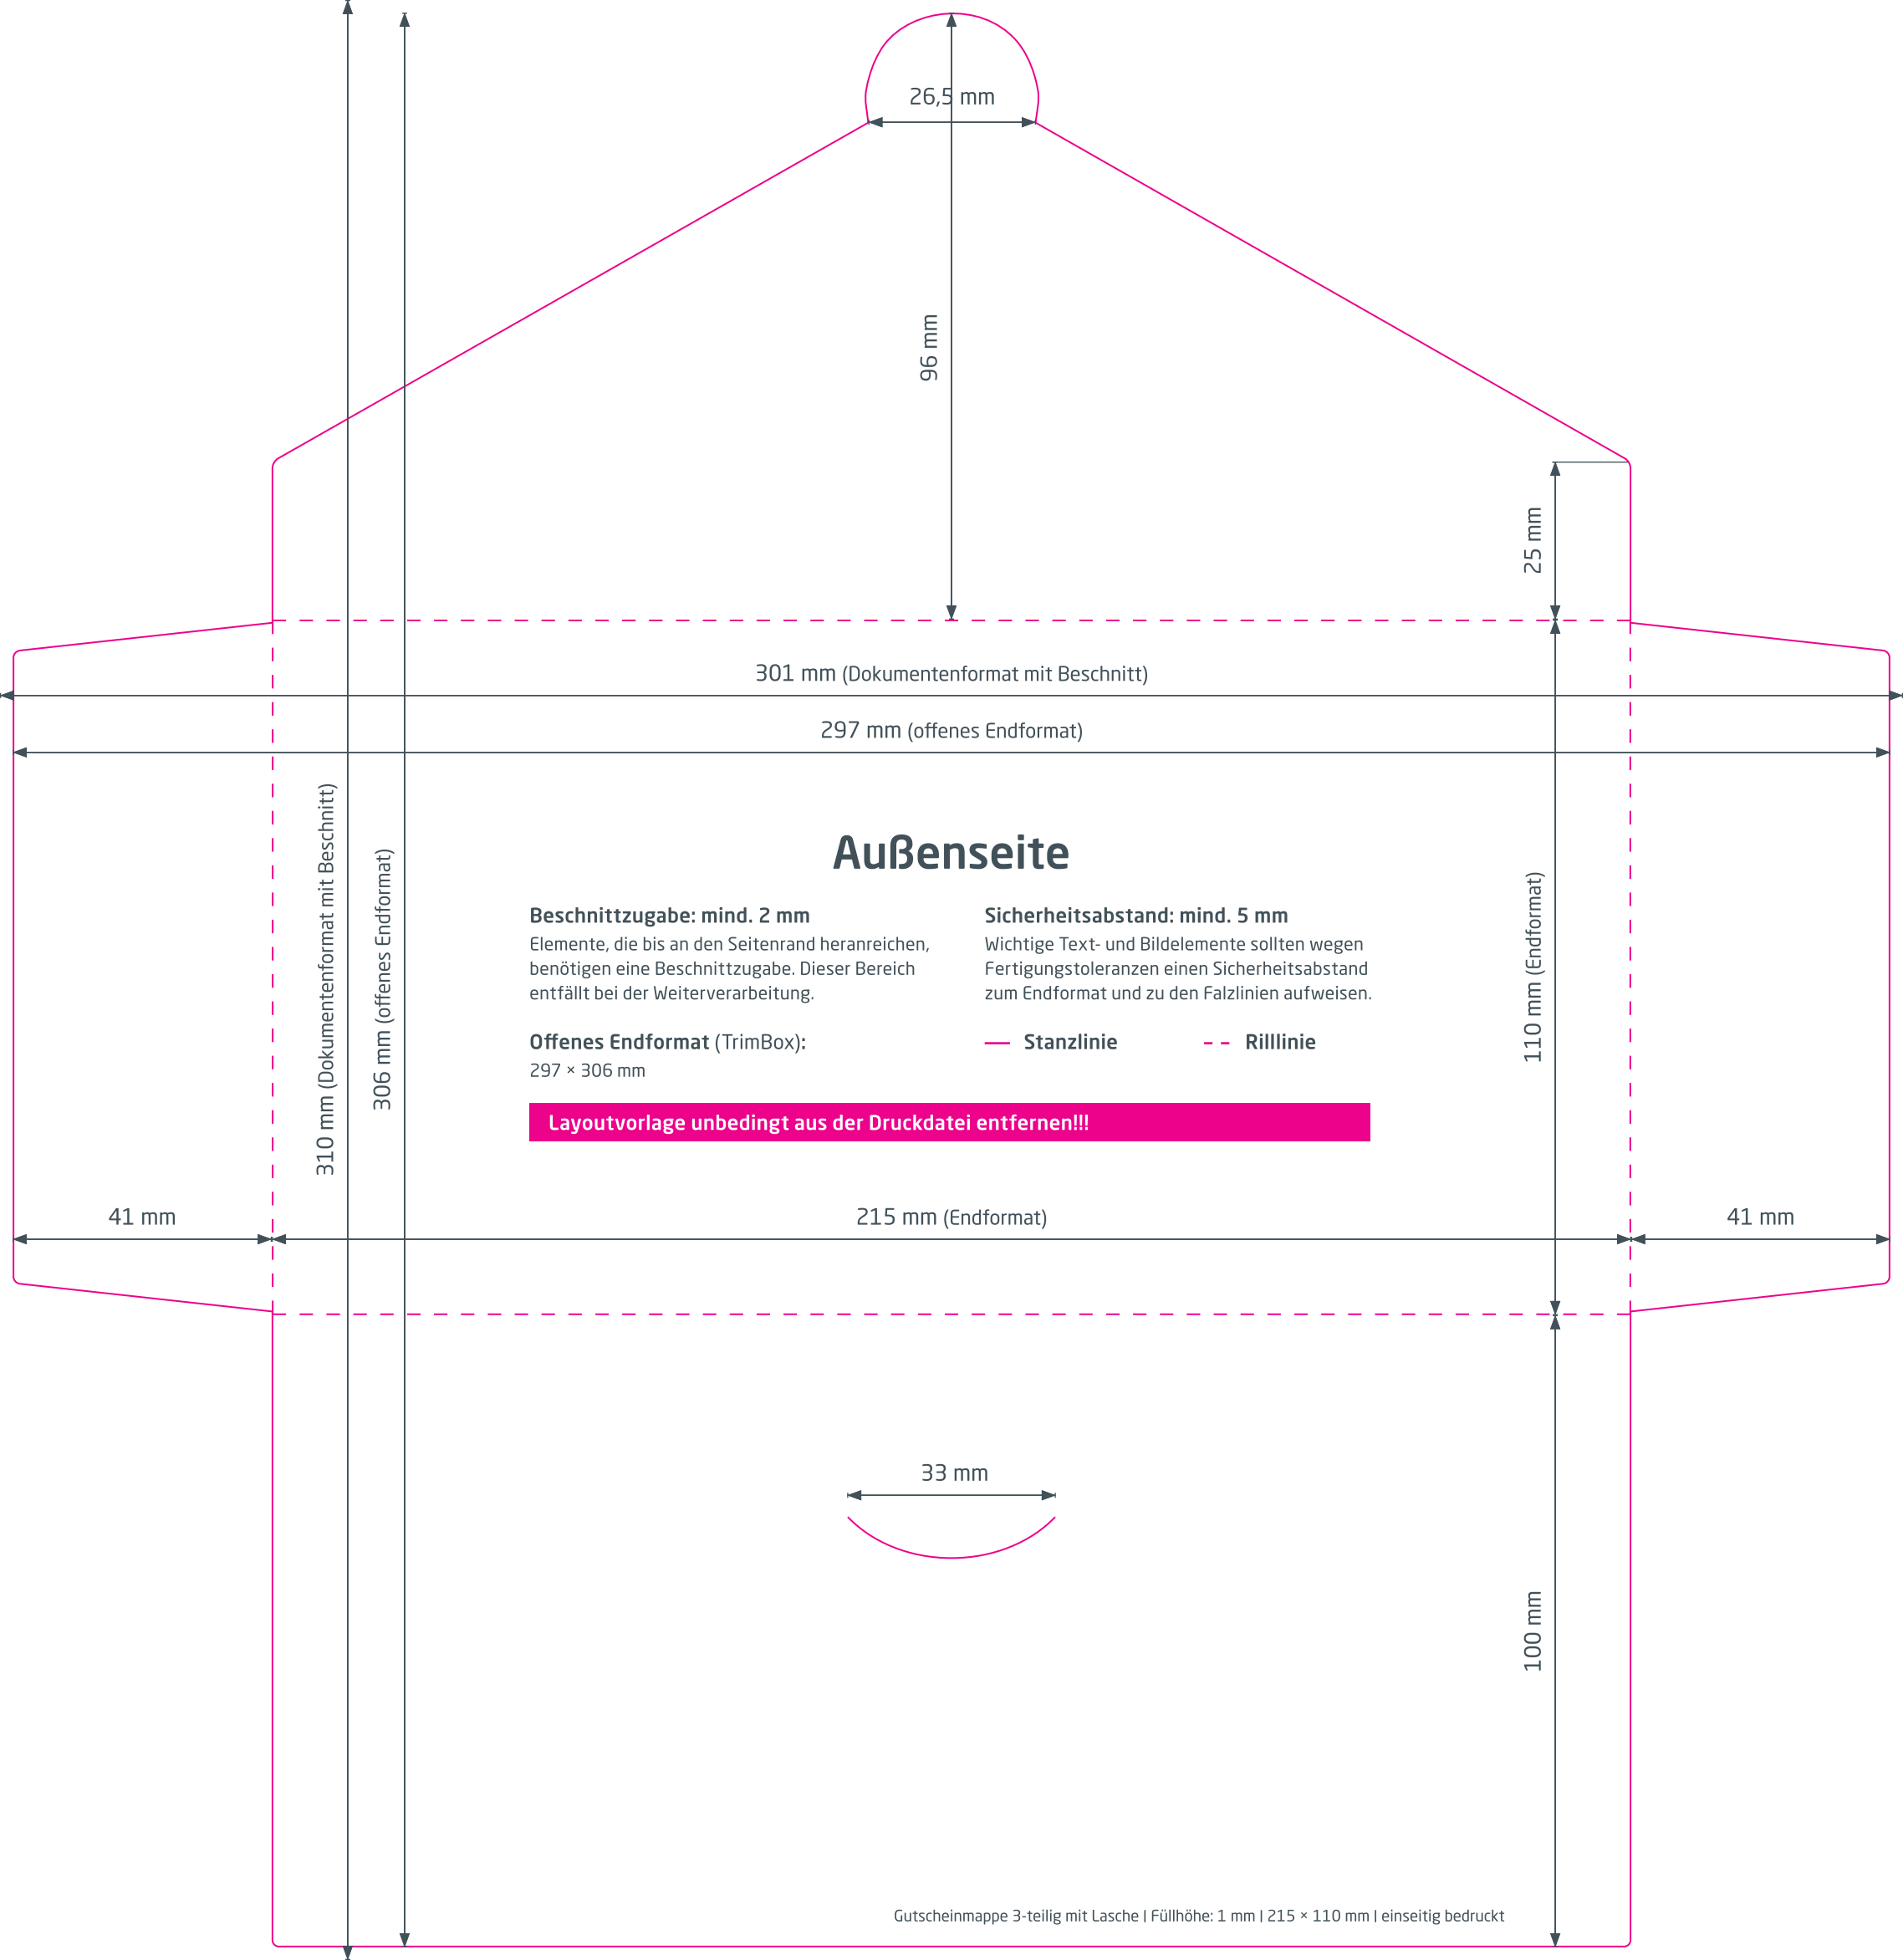 26,5 mm
96 mm
25 mm
301 mm (Dokumentenformat mit Beschnitt)
297 mm (offenes Endformat)
310 mm (Dokumentenformat mit Beschnitt)
306 mm (offenes Endformat)
110 mm (Endformat)
Außenseite
Beschnittzugabe: mind. 2 mm
Elemente, die bis an den Seitenrand heranreichen,
benötigen eine Beschnittzugabe. Dieser Bereich
entfällt bei der Weiterverarbeitung.
Sicherheitsabstand: mind. 5 mm
Wichtige Text- und Bildelemente sollten wegen
Fertigungstoleranzen einen Sicherheitsabstand
zum Endformat und zu den Falzlinien aufweisen.
Offenes Endformat (TrimBox):
297 × 306 mm
Stanzlinie
Rilllinie
Layoutvorlage unbedingt aus der Druckdatei entfernen!!!
41 mm
215 mm (Endformat)
41 mm
33 mm
100 mm
Gutscheinmappe 3-teilig mit Lasche | Füllhöhe: 1 mm | 215 × 110 mm | einseitig bedruckt